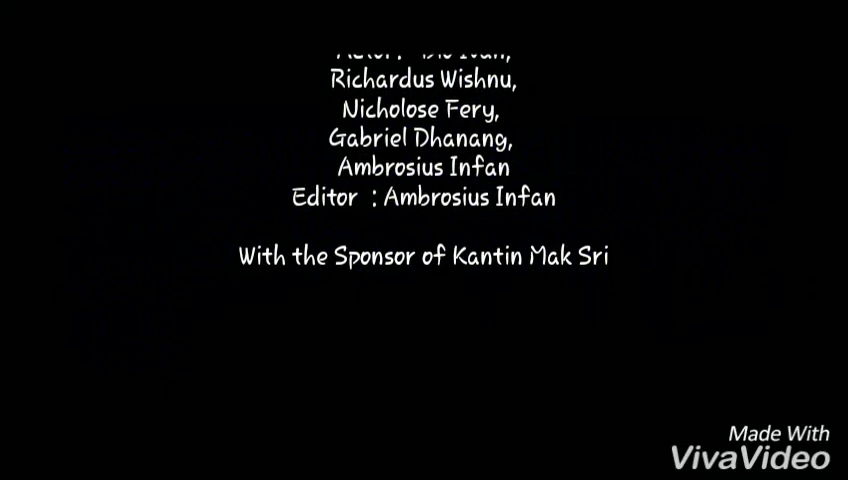 Richardus Wishnu,
Nicholose Fery,
Gabriel Dhanang,
Ambrosius Infan
Editor : Ambrosius Infan
With the Sponsor of Kantin Mak Sri
Made With
VivaVideo